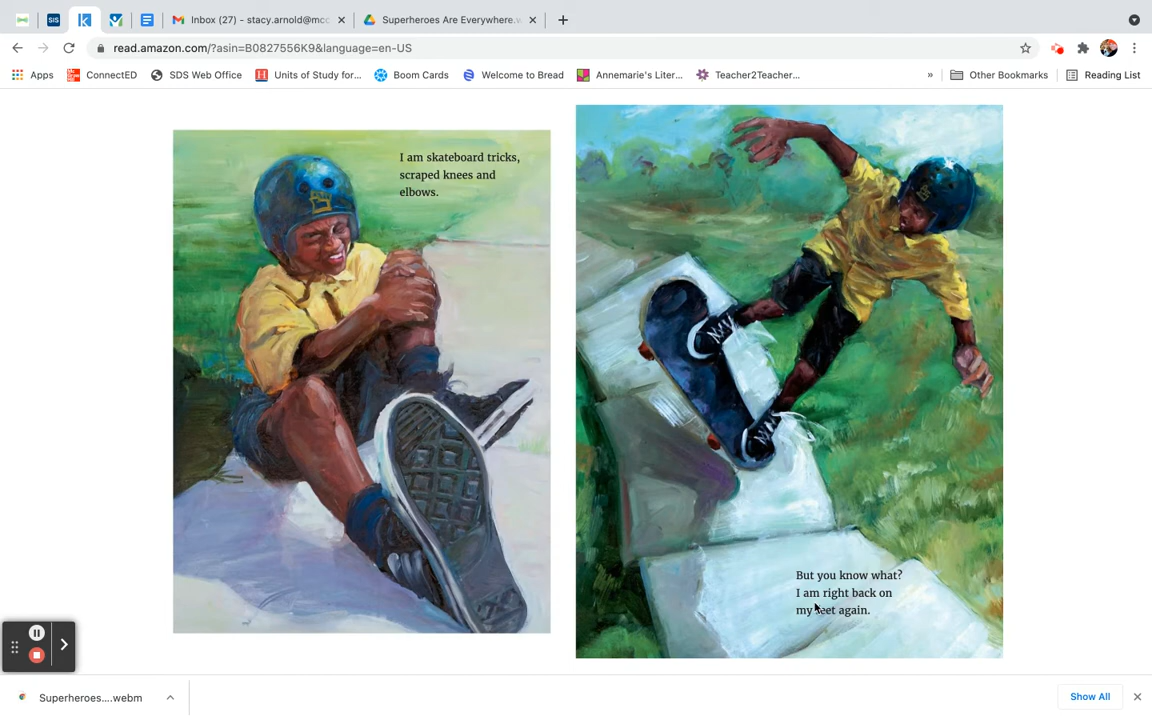 SIS
Inbox (27) - stacy.arnold@mcc
Superheroes Are Everywhere.w
read.amazon.com/?asin=B0827556K9&language=en-US
Apps
ConnectED
SDS Web Office
Units of Study for...
Boom Cards
Welcome to Bread
Annemarie's Liter...
Teacher2Teacher...
»
Other Bookmarks
Reading List
I am skateboard tricks,
scraped knees and
elbows.
But you know what?
I am right back on
my feet again.
Superheroes....webm
Show All